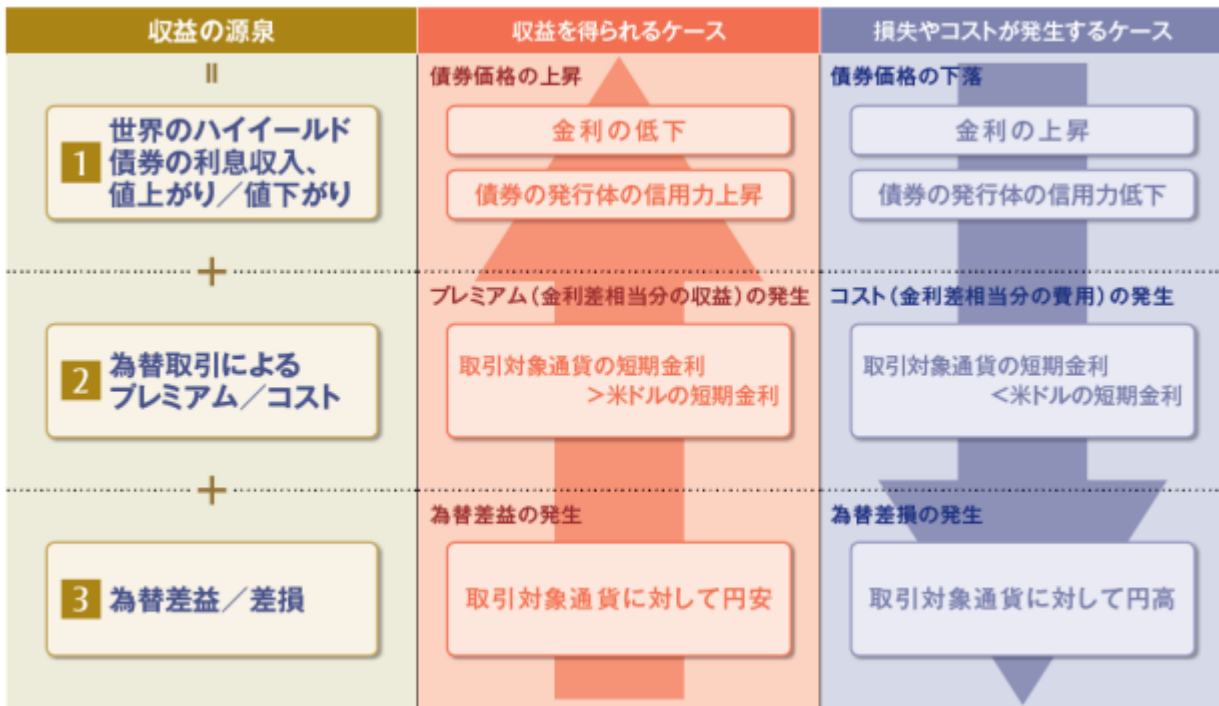 収益の源泉
収益を得られるケース
損失やコストが発生するケース
=
債券価格の上昇
債券価格の下落
1
世界のハイイールド
債券の利息収入、
値上がり／値下がり
金利の低下
債券の発行体の信用力上昇
金利の上昇
債券の発行体の信用力低下
+
プレミアム（金利差相当分の収益）の発生
コスト（金利差相当分の費用）の発生
2
為替取引による
プレミアム／コスト
取引対象通貨の短期金利
＞米ドルの短期金利
取引対象通貨の短期金利
＜米ドルの短期金利
+
為替差益の発生
為替差損の発生
3 為替差益／差損
取引対象通貨に対して円安
取引対象通貨に対して円高